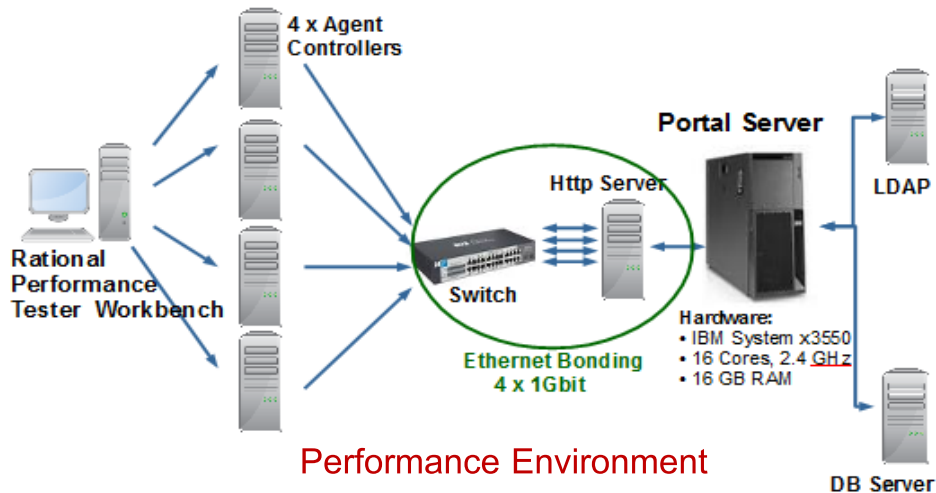 4 x Agent
Controllers
Portal Server
Http Server
LDAP
Rational
Performance
Tester Workbench
Switch
Hardware:
• IBM System x3550
• 16 Cores, 2.4 GHz
• 16 GB RAM
Ethernet Bonding
4 x 1Gbit
Performance Environment
DB Server